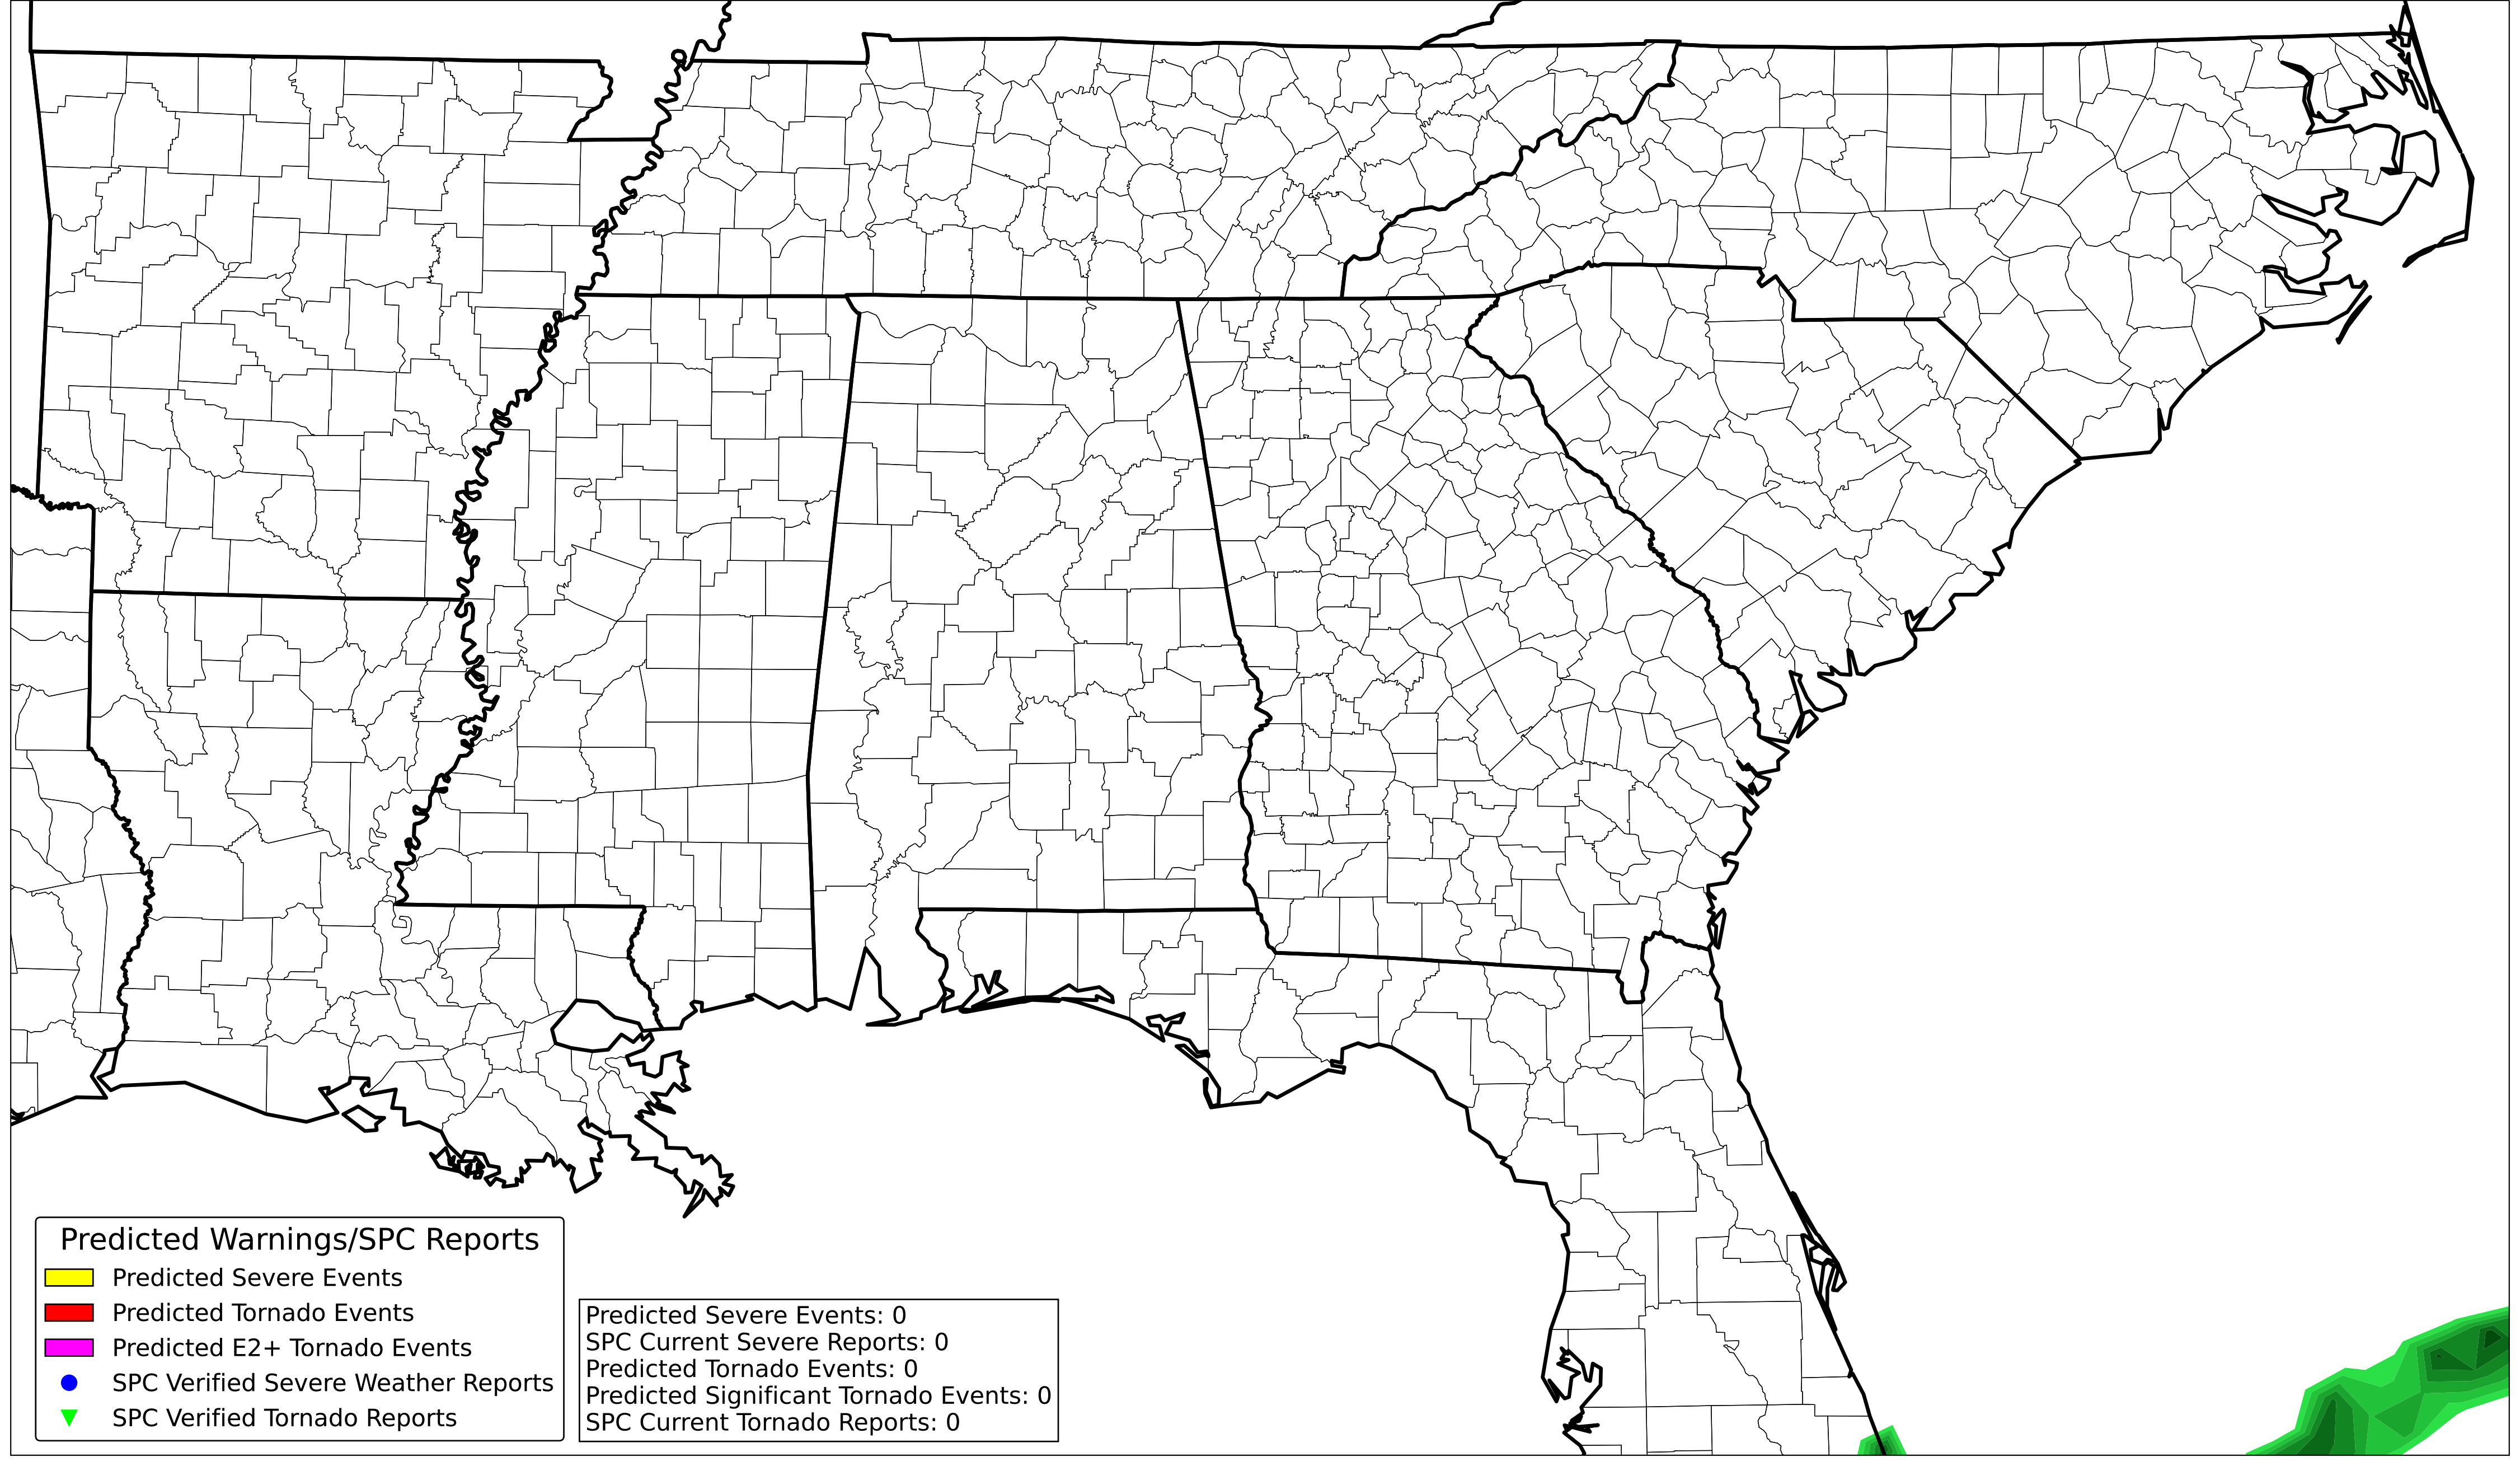 Predicted Warnings/SPC Reports
Predicted Severe Events
Predicted Tornado Events
Predicted E2+ Tornado Events
SPC Verified Severe Weather Reports
SPC Verified Tornado Reports
Predicted Severe Events: 0
SPC Current Severe Reports: 0
Predicted Tornado Events: 0
Predicted Significant Tornado Events: 0
SPC Current Tornado Reports: 0